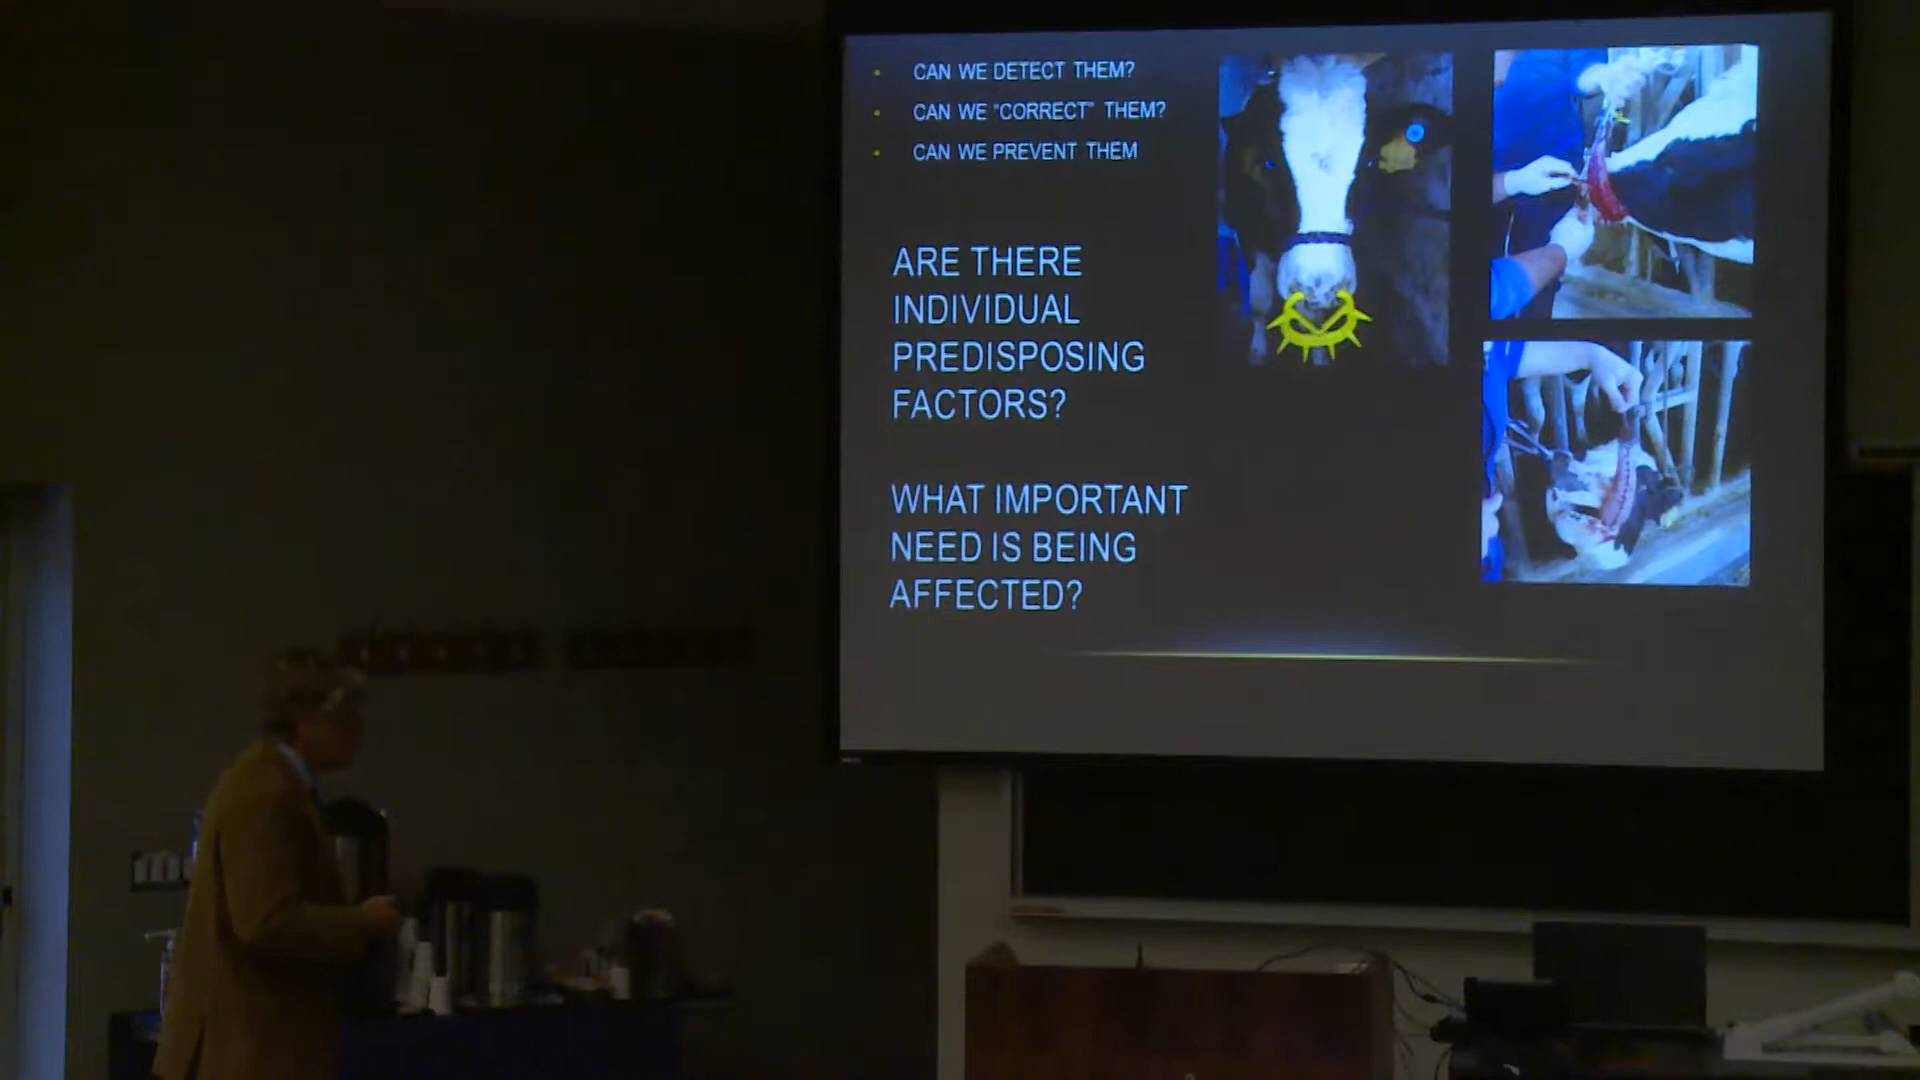 CAN WE DETECT THEM?
CAN WE "CORRECT" THEM?
CAN WE PREVENT THEM
ARE THERE
INDIVIDUAL
PREDISPOSING
FACTORS?
WHAT IMPORTANT
NEED IS BEING
AFFECTED?